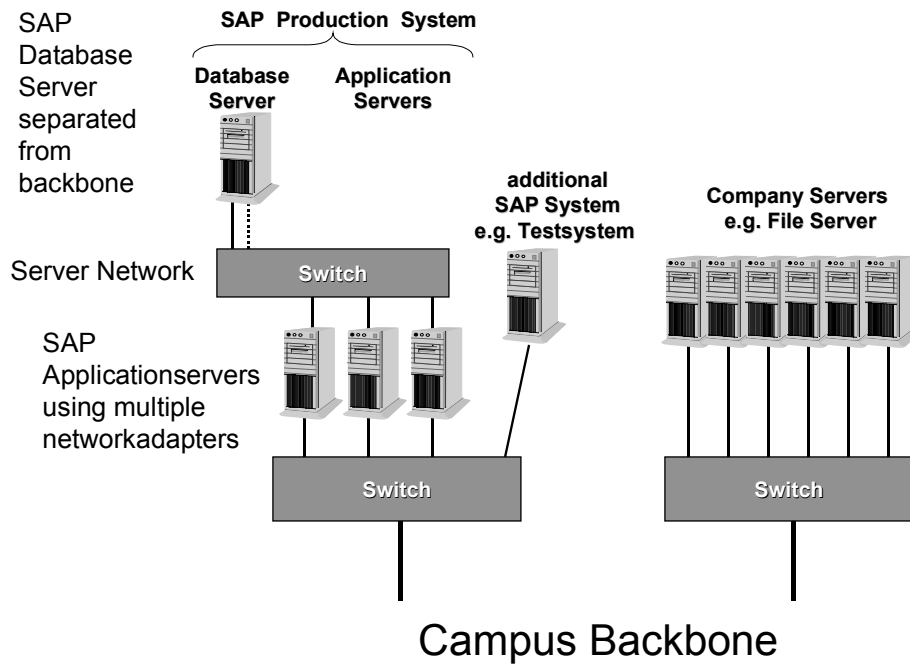 SAP
Database
Server
separated
from
backbone
SAP Production System
Database
Server
Application
Servers
additional
SAP System
e.g. Testsystem
Company Servers
e.g. File Server
Server Network
Switch
SAP
Applicationservers
using multiple
networkadapters
Switch
Switch
Campus Backbone